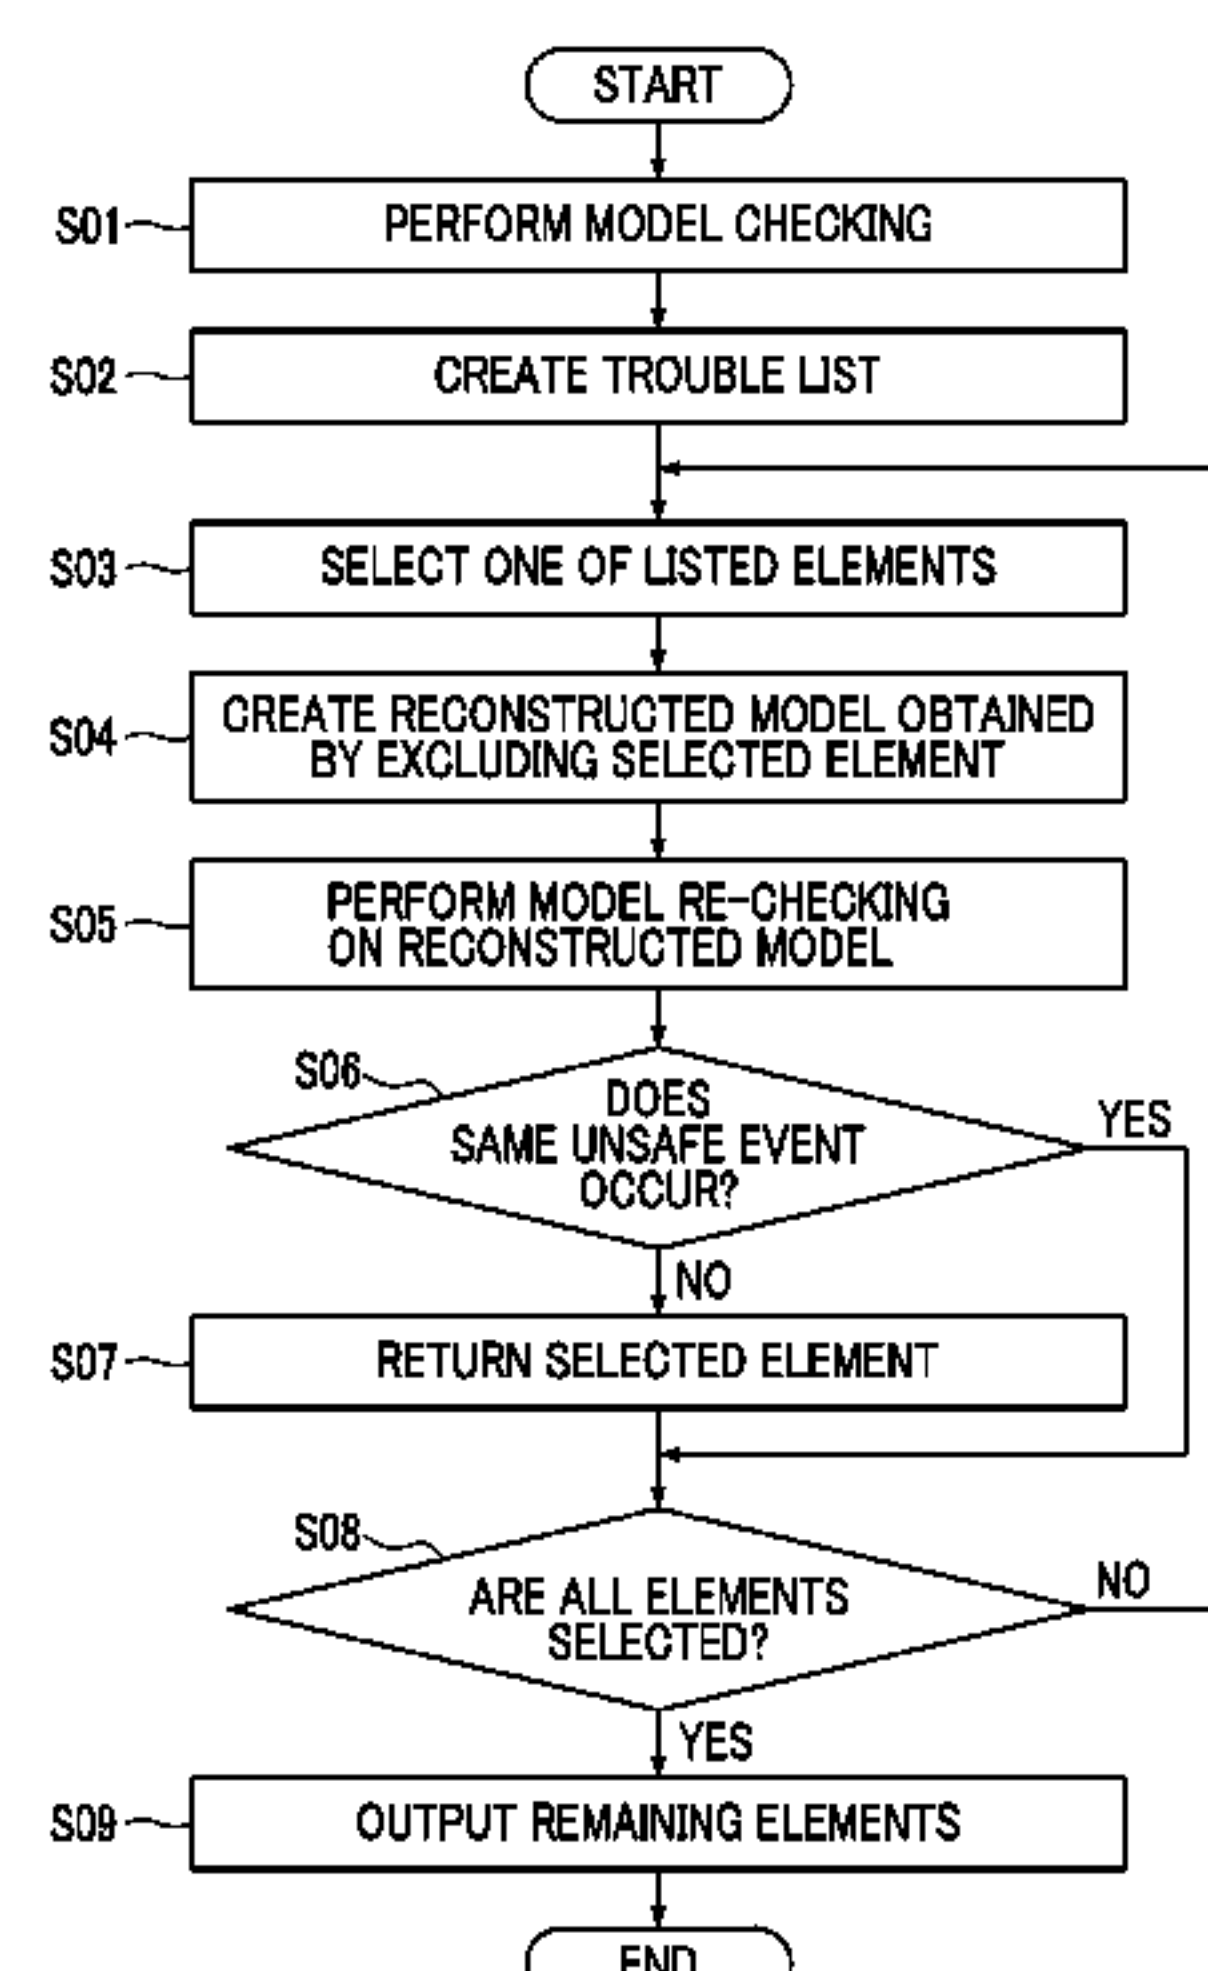 START
S01
PERFORM MODEL CHECKING
S02
CREATE TROUBLE LIST
S03
SELECT ONE OF LISTED ELEMENTS
S04
CREATE RECONSTRUCTED MODEL OBTAINED
BY EXCLUDING SELECTED ELEMENT
S05
PERFORM MODEL RE-CHECKING
ON RECONSTRUCTED MODEL
S06
DOES
SAME UNSAFE EVENT
OCCUR?
YES
NO
S07
RETURN SELECTED ELEMENT
S08
ARE ALL ELEMENTS
SELECTED?
NO
YES
S09
OUTPUT REMAINING ELEMENTS
END